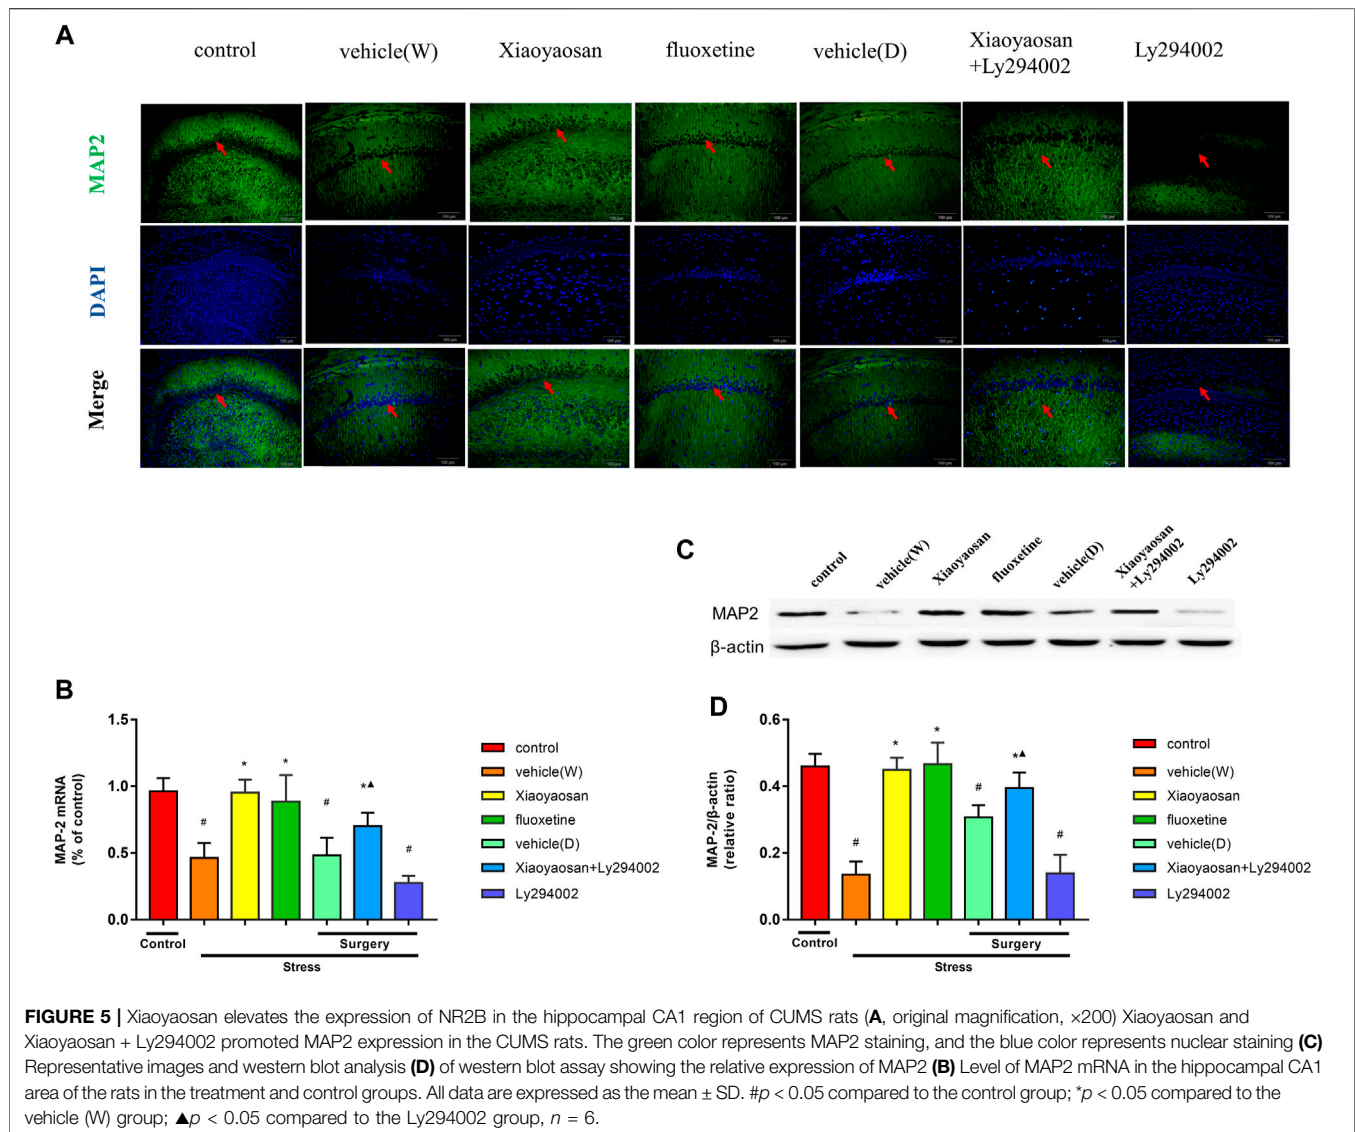 A
control vehicle(W) Xiaoyaosan fluoxetine vehicle(D) Xiaoyaosan +Ly294002 Ly294002
MAP2
DAPI
Merge
C
control vehicle(W) Xiaoyaosan fluoxetine vehicle(D) Xiaoyaosan +Ly294002 Ly294002
MAP2
β-actin
B
MAP-2 mRNA
(% of control)
1.5
1.0
0.5
0.0
# * * # *▲ #
Control
Surgery
Stress
control
vehicle(W)
Xiaoyaosan
fluoxetine
vehicle(D)
Xiaoyaosan+Ly294002
Ly294002
D
MAP-2/β-actin
(relative ratio)
0.6
0.4
0.2
0.0
# * * # *▲ #
Control
Surgery
Stress
control
vehicle(W)
Xiaoyaosan
fluoxetine
vehicle(D)
Xiaoyaosan+Ly294002
Ly294002
FIGURE 5 | Xiaoyaosan elevates the expression of NR2B in the hippocampal CA1 region of CUMS rats (A, original magnification, ×200) Xiaoyaosan and
Xiaoyaosan + Ly294002 promoted MAP2 expression in the CUMS rats. The green color represents MAP2 staining, and the blue color represents nuclear staining (C)
Representative images and western blot analysis (D) of western blot assay showing the relative expression of MAP2 (B) Level of MAP2 mRNA in the hippocampal CA1
area of the rats in the treatment and control groups. All data are expressed as the mean ± SD. #p < 0.05 compared to the control group; *p < 0.05 compared to the
vehicle (W) group; ▲p < 0.05 compared to the Ly294002 group, n = 6.